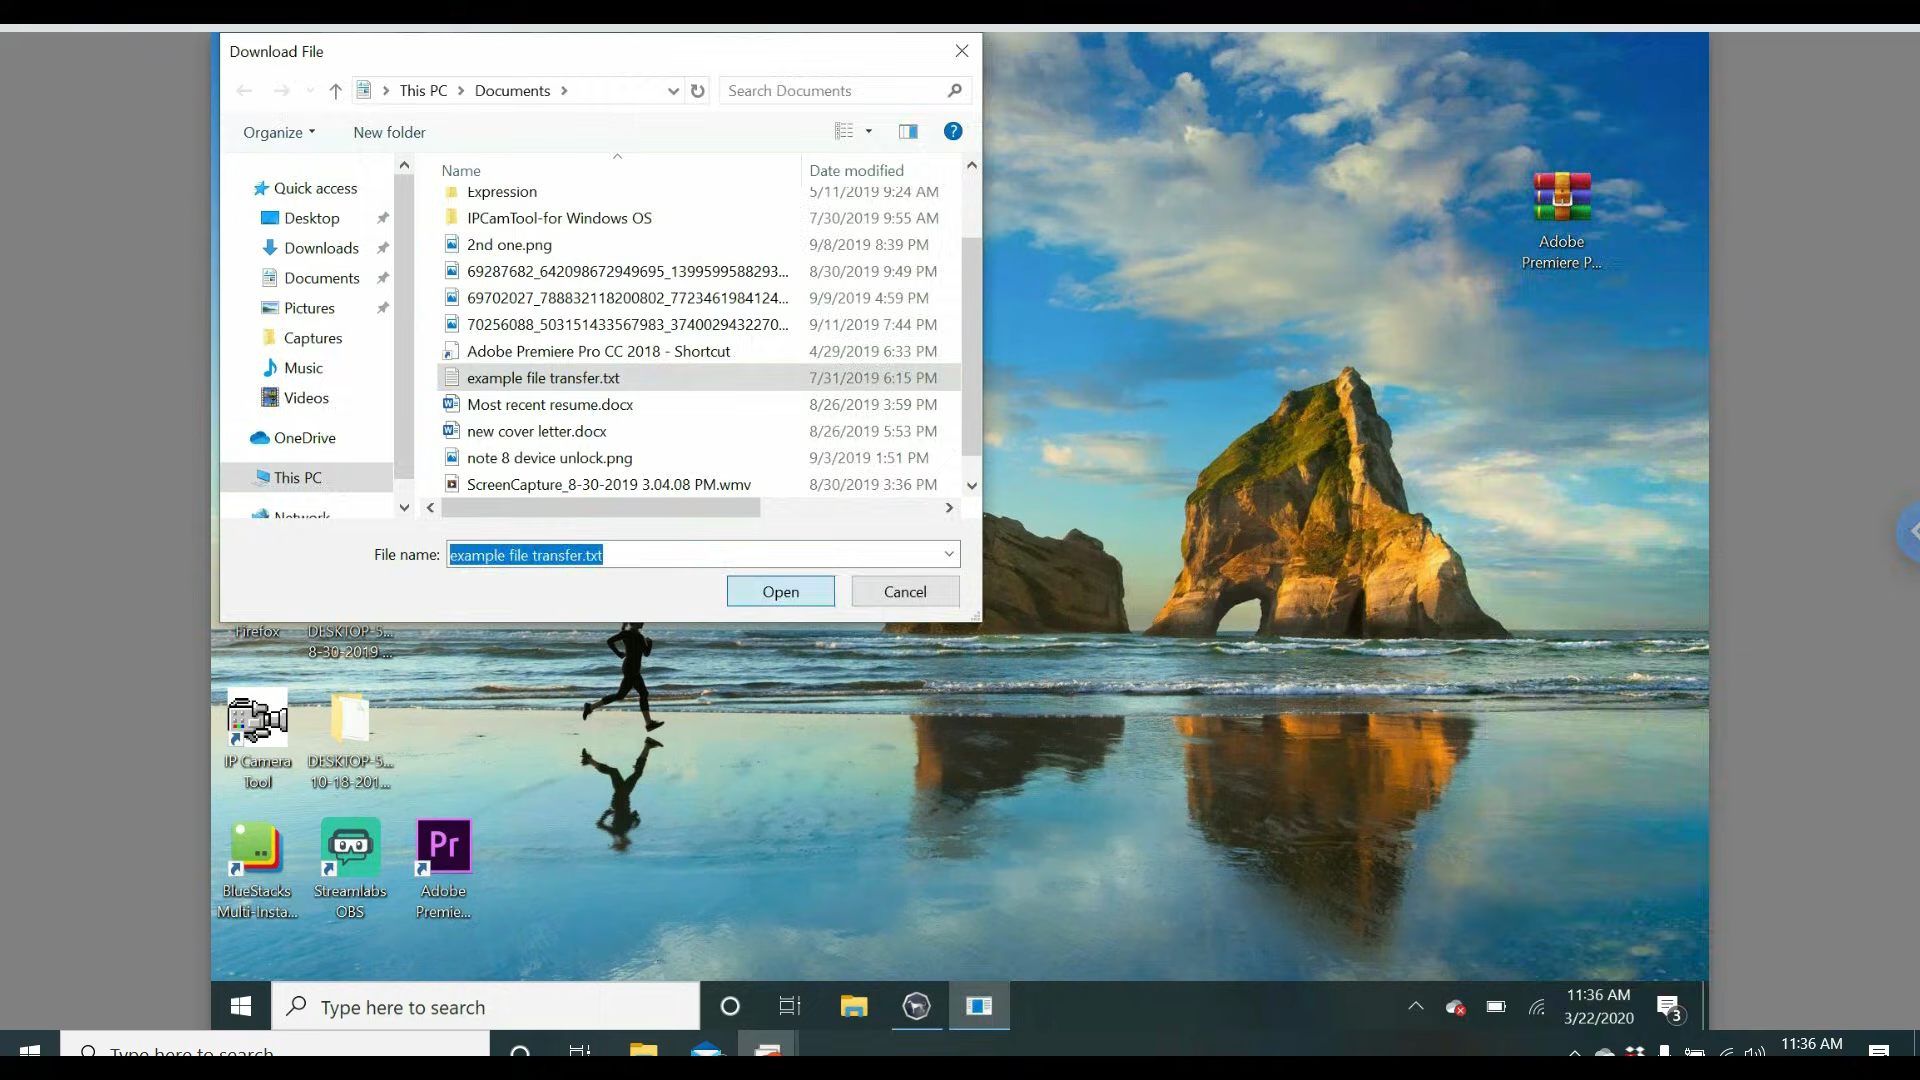 Download File
This PC
Documents
Search Documents
Organize
New folder
?
Name
Date modified
Quick access
Desktop
Downloads
Documents
Pictures
Captures
Music
Videos
OneDrive
This PC
Network
Expression 5/11/2019 9:24 AM
IPCamTool-for Windows OS 7/30/2019 9:55 AM
2nd one.png 9/8/2019 8:39 PM
69287682_642098672949695_1399599588293... 8/30/2019 9:49 PM
69702027_788832118200802_7723461984124... 9/9/2019 4:59 PM
70256088_503151433567983_3740029432270... 9/11/2019 7:44 PM
Adobe Premiere Pro CC 2018 - Shortcut 4/29/2019 6:33 PM
example file transfer.txt 7/31/2019 6:15 PM
Most recent resume.docx 8/26/2019 3:59 PM
new cover letter.docx 8/26/2019 5:53 PM
note 8 device unlock.png 9/3/2019 1:51 PM
ScreenCapture_8-30-2019 3.04.08 PM.wmv 8/30/2019 3:36 PM
File name: example file transfer.txt
Open
Cancel
Adobe
Premiere P...
Firefox
DESKTOP-5...
8-30-2019 ...
IP Camera
Tool
DESKTOP-5...
10-18-201...
BlueStacks
Multi-Insta...
Streamlabs
OBS
Pr
Adobe
Premie...
Type here to search
11:36 AM
3/22/2020
3
Type here to search
11:36 AM